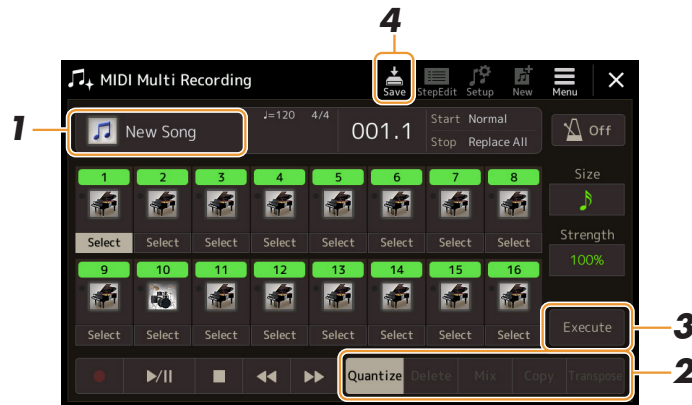 4
MIDI Multi Recording
Save StepEdit Setup New Menu
1
New Song
♩=120 4/4
001.1
Start Normal
Stop Replace All
Off
1 2 3 4 5 6 7 8
Size
Select Select Select Select Select Select Select Select
Strength
100%
9 10 11 12 13 14 15 16
Select Select Select Select Select Select Select Select
Execute
3
Quantize Delete Mix Copy Transpose
2